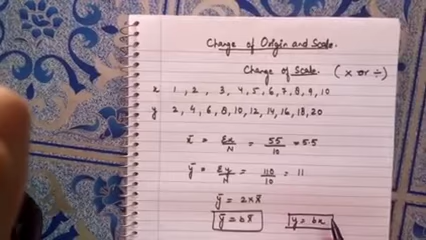 Change of Origin and Scale.
Change of Scale. (x or ÷)
x 1, 2, 3, 4, 5, 6, 7, 8, 9, 10
y 2, 4, 6, 8, 10, 12, 14, 16, 18, 20
x̄ = Σx/N = 55/10 = 5.5
ȳ = Σy/N = 110/10 = 11
ȳ = 2×x̄
ȳ = bx̄ y = bx